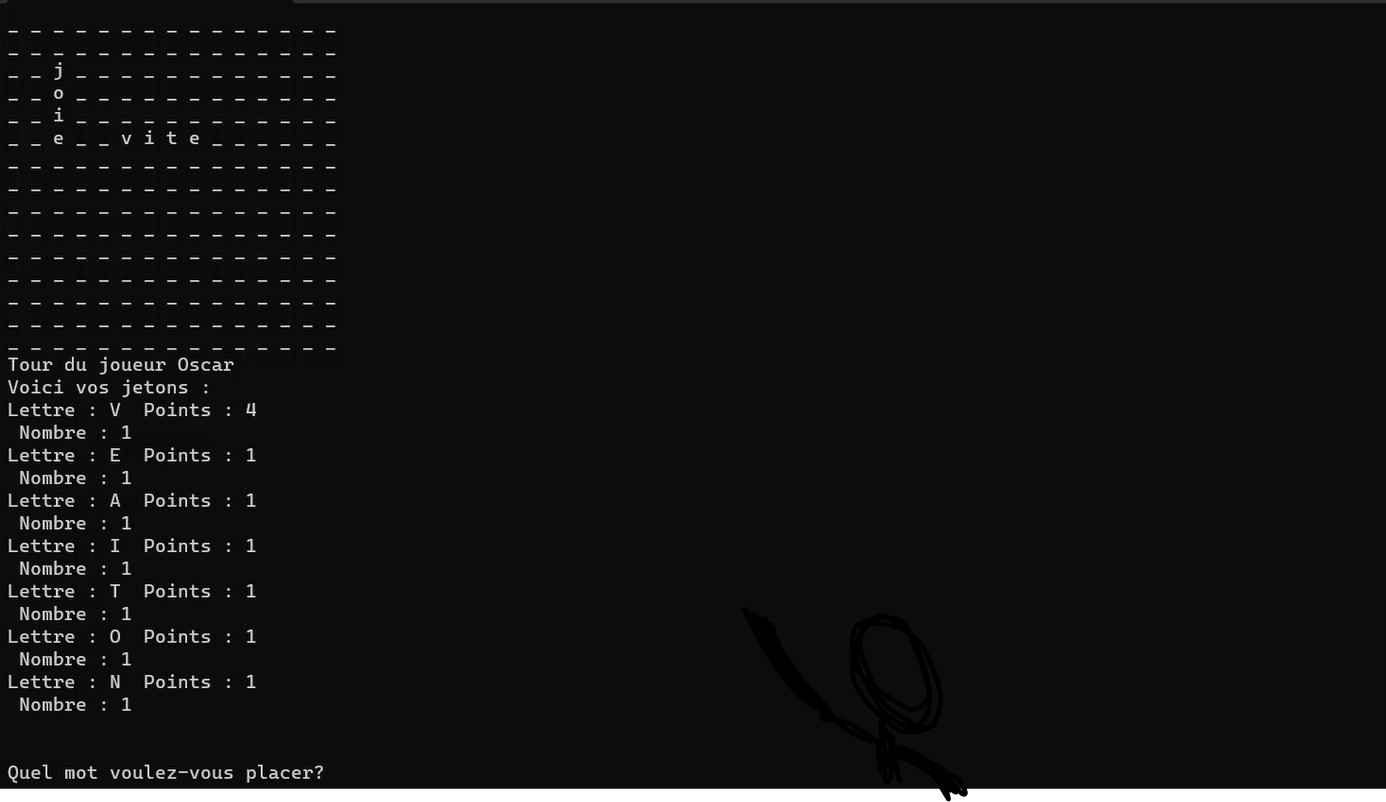 _ _ _ _ _ _ _ _ _ _ _ _ _ _ _
_ _ _ _ _ _ _ _ _ _ _ _ _ _ _
_ _ j _ _ _ _ _ _ _ _ _ _ _ _
_ _ o _ _ _ _ _ _ _ _ _ _ _ _
_ _ i _ _ _ _ _ _ _ _ _ _ _ _
_ _ e _ _ v i t e _ _ _ _ _ _
_ _ _ _ _ _ _ _ _ _ _ _ _ _ _
_ _ _ _ _ _ _ _ _ _ _ _ _ _ _
_ _ _ _ _ _ _ _ _ _ _ _ _ _ _
_ _ _ _ _ _ _ _ _ _ _ _ _ _ _
_ _ _ _ _ _ _ _ _ _ _ _ _ _ _
_ _ _ _ _ _ _ _ _ _ _ _ _ _ _
_ _ _ _ _ _ _ _ _ _ _ _ _ _ _
_ _ _ _ _ _ _ _ _ _ _ _ _ _ _
_ _ _ _ _ _ _ _ _ _ _ _ _ _ _
Tour du joueur Oscar
Voici vos jetons :
Lettre : V  Points : 4
 Nombre : 1
Lettre : E  Points : 1
 Nombre : 1
Lettre : A  Points : 1
 Nombre : 1
Lettre : I  Points : 1
 Nombre : 1
Lettre : T  Points : 1
 Nombre : 1
Lettre : O  Points : 1
 Nombre : 1
Lettre : N  Points : 1
 Nombre : 1
Quel mot voulez-vous placer?